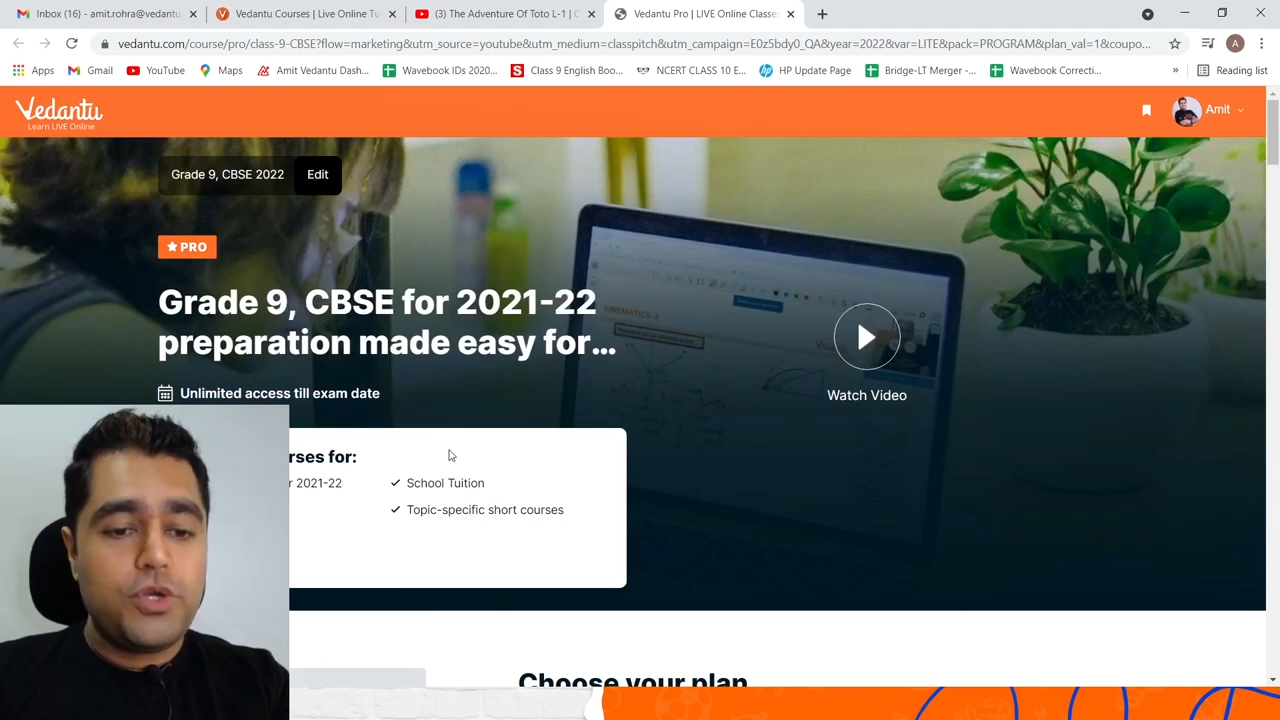 Inbox (16) - amit.rohra@vedantu.
Vedantu Courses | Live Online Tu
(3) The Adventure Of Toto L-1 | C
Vedantu Pro | LIVE Online Classes
vedantu.com/course/pro/class-9-CBSE?flow=marketing&utm_source=youtube&utm_medium=classpitch&utm_campaign=E0z5bdy0_QA&year=2022&var=LITE&pack=PROGRAM&plan_val=1&coupo...
A
Apps
Gmail
YouTube
Maps
Amit Vedantu Dash...
Wavebook IDs 2020...
Class 9 English Boo...
NCERT CLASS 10 E...
HP Update Page
Bridge-LT Merger -...
Wavebook Correcti...
»
Reading list
Vedantu
Learn LIVE Online
Amit
Grade 9, CBSE 2022
Edit
PRO
Grade 9, CBSE for 2021-22
preparation made easy for...
Unlimited access till exam date
Watch Video
KINEMATICS-2
rses for:
r 2021-22
School Tuition
Topic-specific short courses
Choose your plan